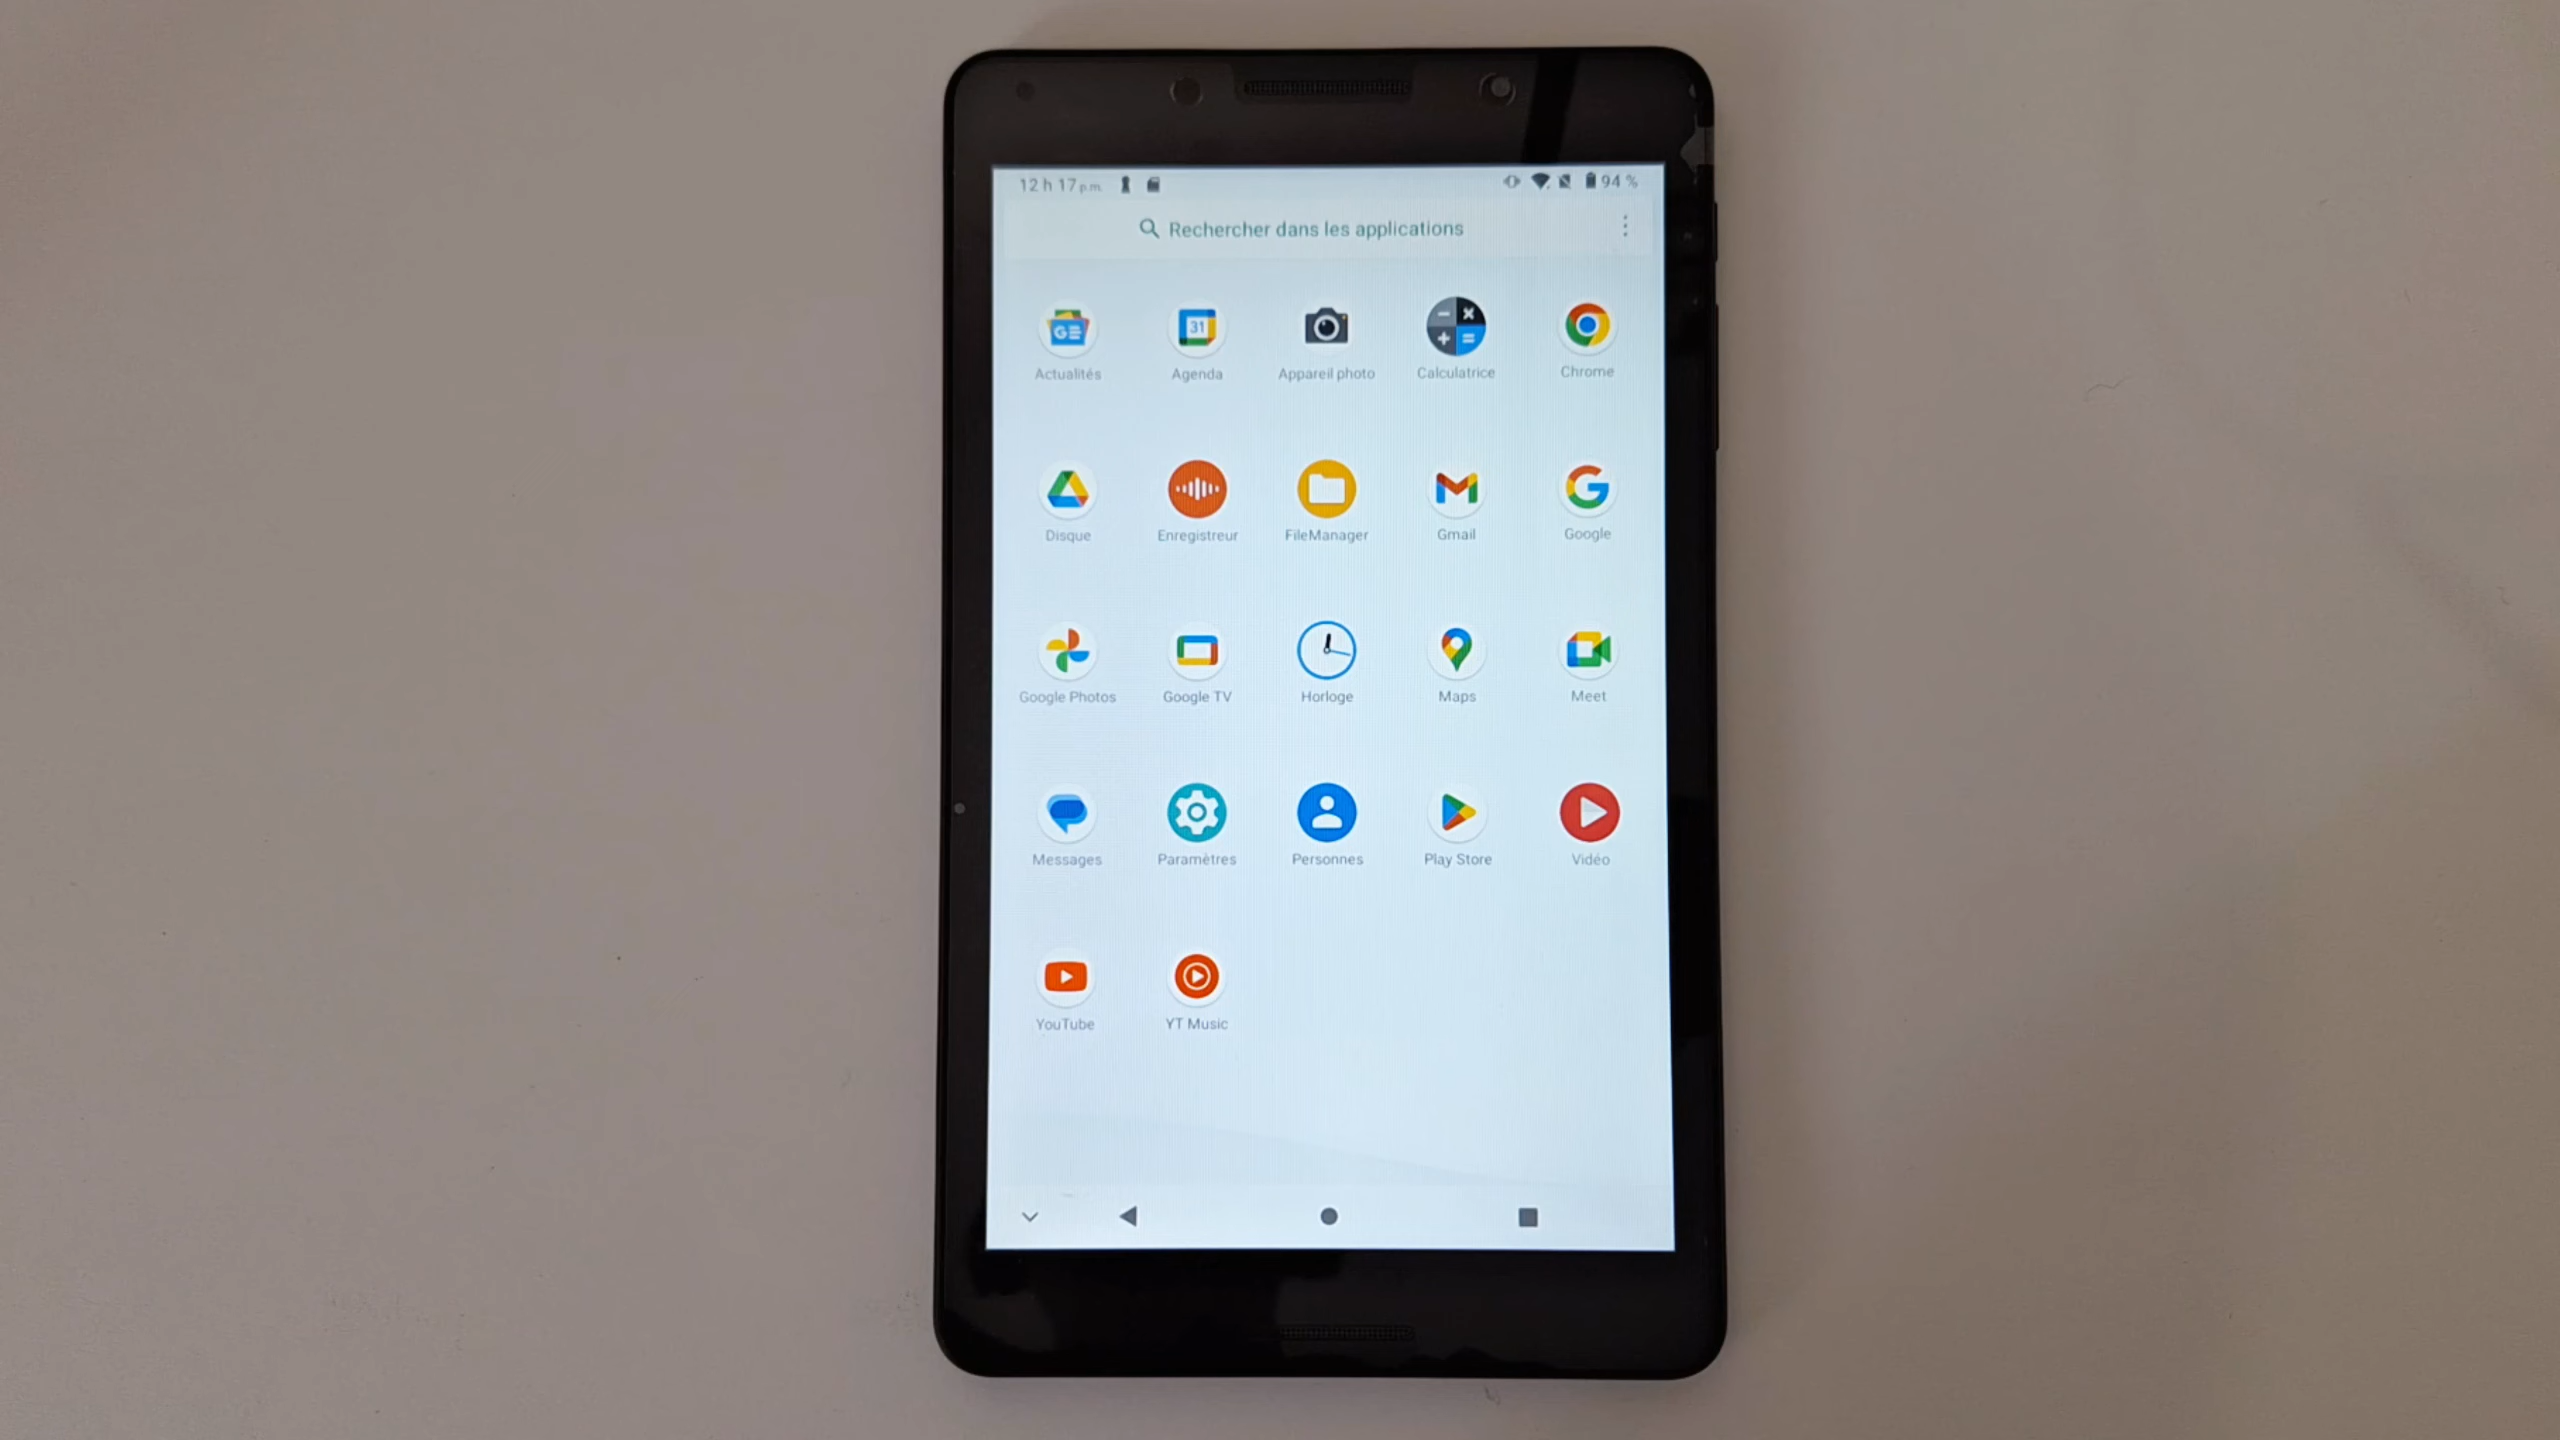 12 h 17 p.m. 94 %
Rechercher dans les applications
31
Actualités Agenda Appareil photo Calculatrice Chrome
Disque Enregistreur FileManager Gmail Google
Google Photos Google TV Horloge Maps Meet
Messages Paramètres Personnes Play Store Vidéo
YouTube YT Music